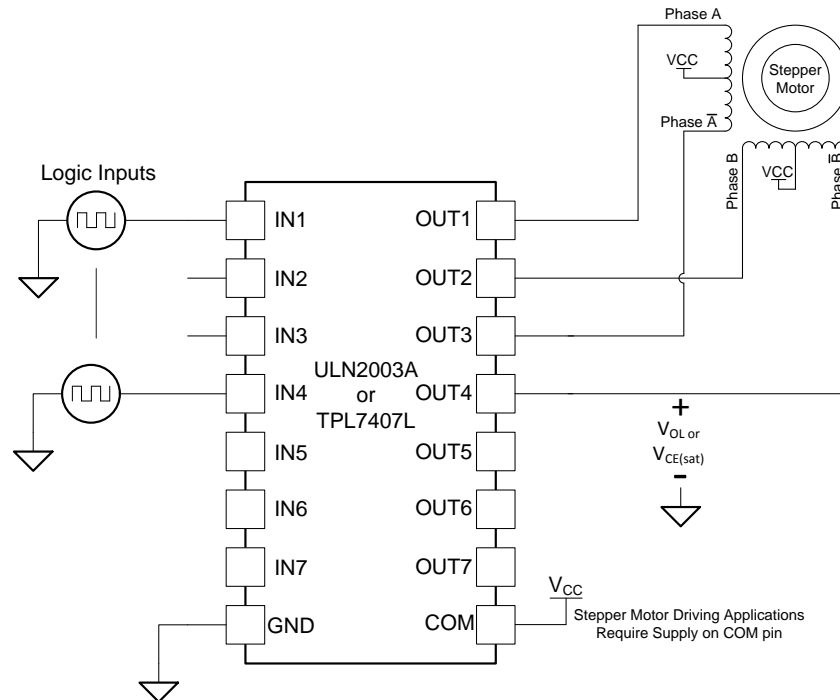 Phase A
VCC
Stepper
Motor
Phase A̅
Phase B
VCC
Phase B̅
Logic Inputs
IN1
OUT1
IN2
OUT2
IN3
OUT3
ULN2003A
or
TPL7407L
IN4
OUT4
+
VOL or
VCE(sat)
-
IN5
OUT5
IN6
OUT6
IN7
OUT7
GND
COM
VCC
Stepper Motor Driving Applications
Require Supply on COM pin